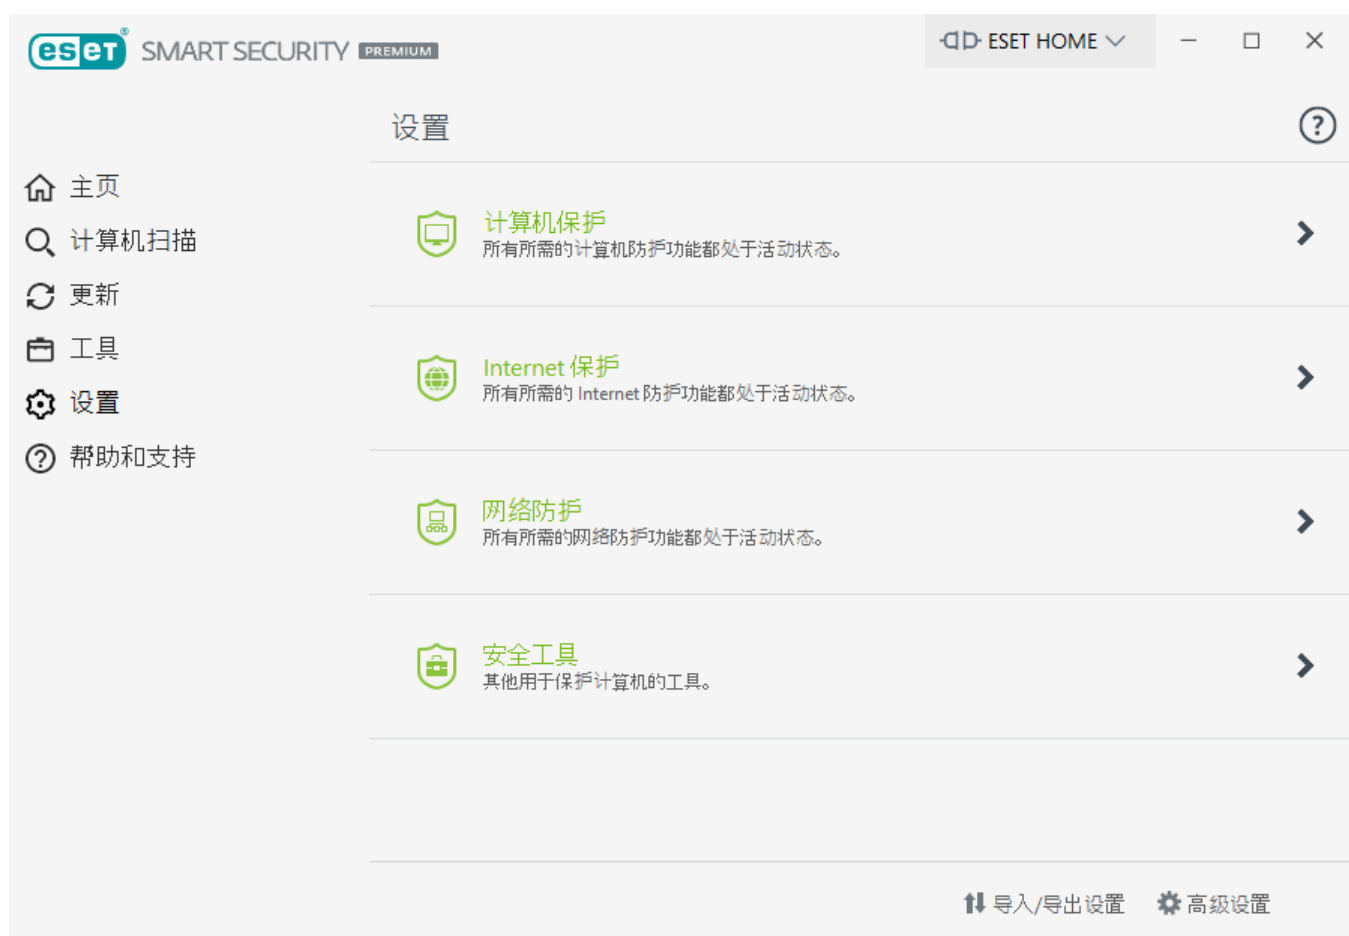 eset® SMART SECURITY PREMIUM
ESET HOME
设置
主页
计算机扫描
更新
工具
设置
帮助和支持
计算机保护
所有所需的计算机防护功能都处于活动状态。
Internet 保护
所有所需的 Internet 防护功能都处于活动状态。
网络防护
所有所需的网络防护功能都处于活动状态。
安全工具
其他用于保护计算机的工具。
导入/导出设置
高级设置